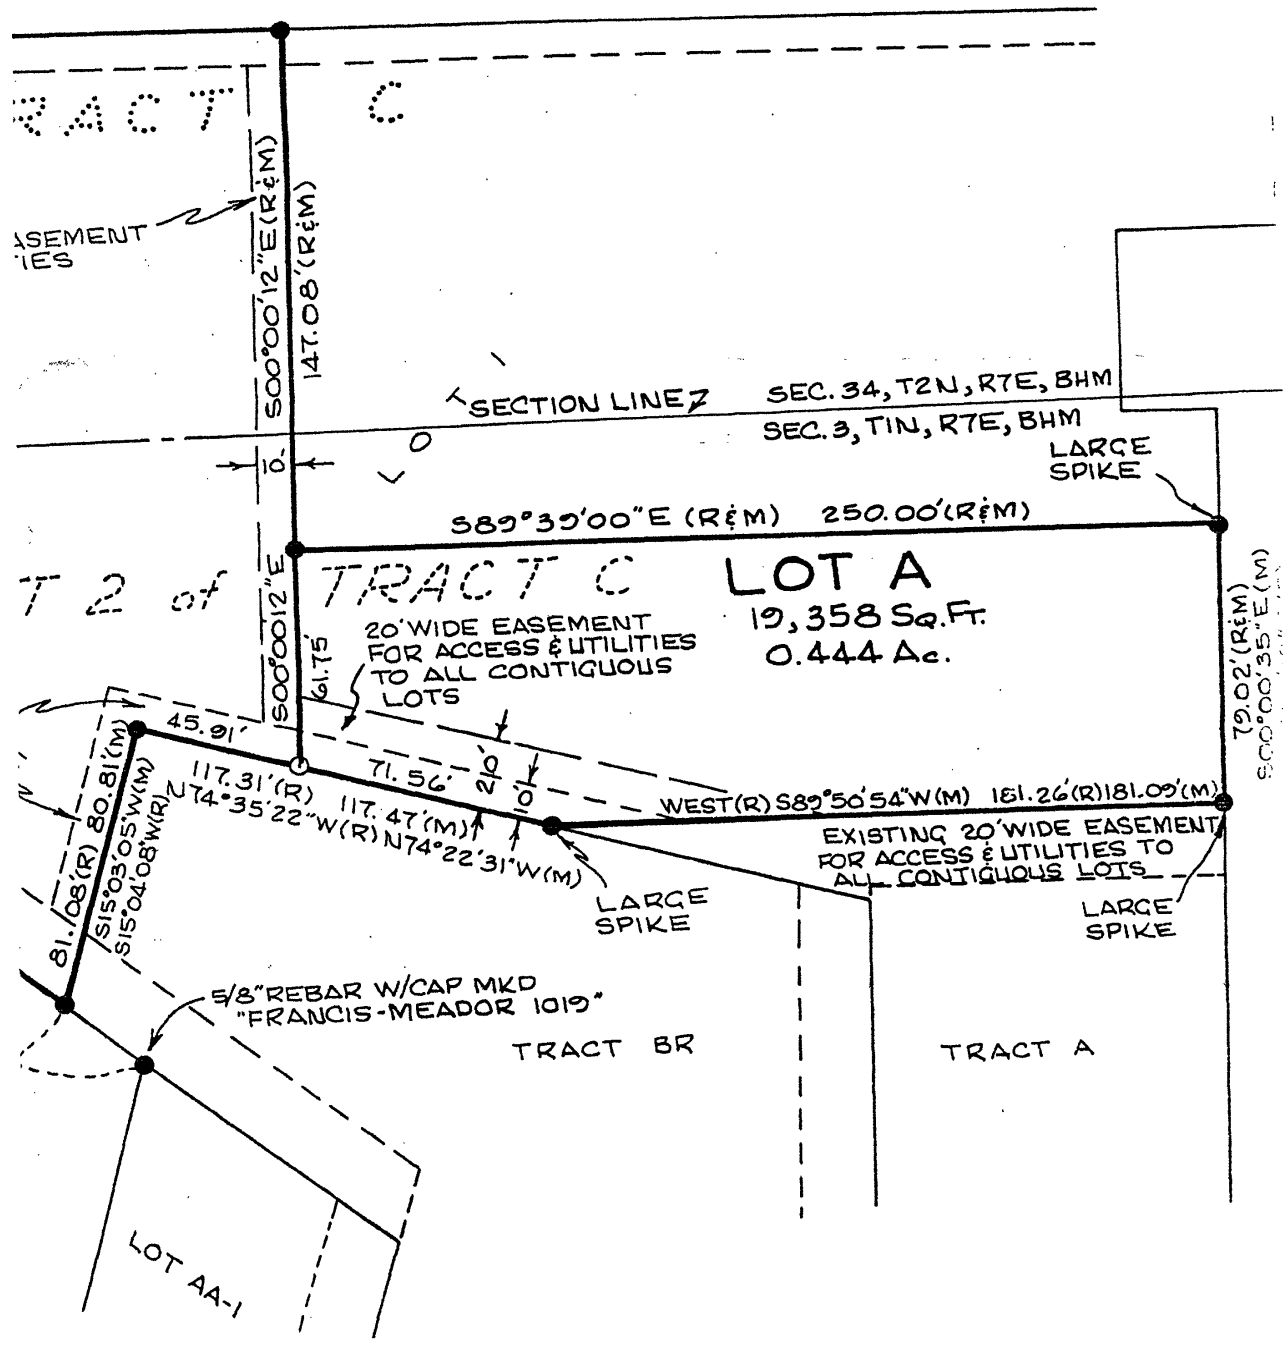 RACT C
ASEMENT
IES
S00°00'12"E(R&M)
147.08'(R&M)
SECTION LINE
SEC. 34, T2N, R7E, BHM
SEC. 3, T1N, R7E, BHM
LARGE
SPIKE
10'
S89°39'00"E (R&M) 250.00'(R&M)
T 2 of TRACT C
LOT A
19,358 Sq.Ft.
0.444 Ac.
S00°00'12"E
61.75'
20' WIDE EASEMENT
FOR ACCESS & UTILITIES
TO ALL CONTIGUOUS
LOTS
79.02'(R&M)
S00°00'35"E(M)
45.91'
71.56'
20'
10'
117.31'(R)
N74°35'22"W(R)
117.47'(M)
N74°22'31"W(M)
WEST(R) S89°50'54"W(M) 181.26'(R) 181.09'(M)
EXISTING 20' WIDE EASEMENT
FOR ACCESS & UTILITIES TO
ALL CONTIGUOUS LOTS
LARGE
SPIKE
LARGE
SPIKE
81.08'(R) 80.81'(M)
S15°03'05"W(M)
S15°04'08"W(R)
5/8" REBAR W/CAP MKD
"FRANCIS-MEADOR 1019"
TRACT BR
TRACT A
LOT AA-1